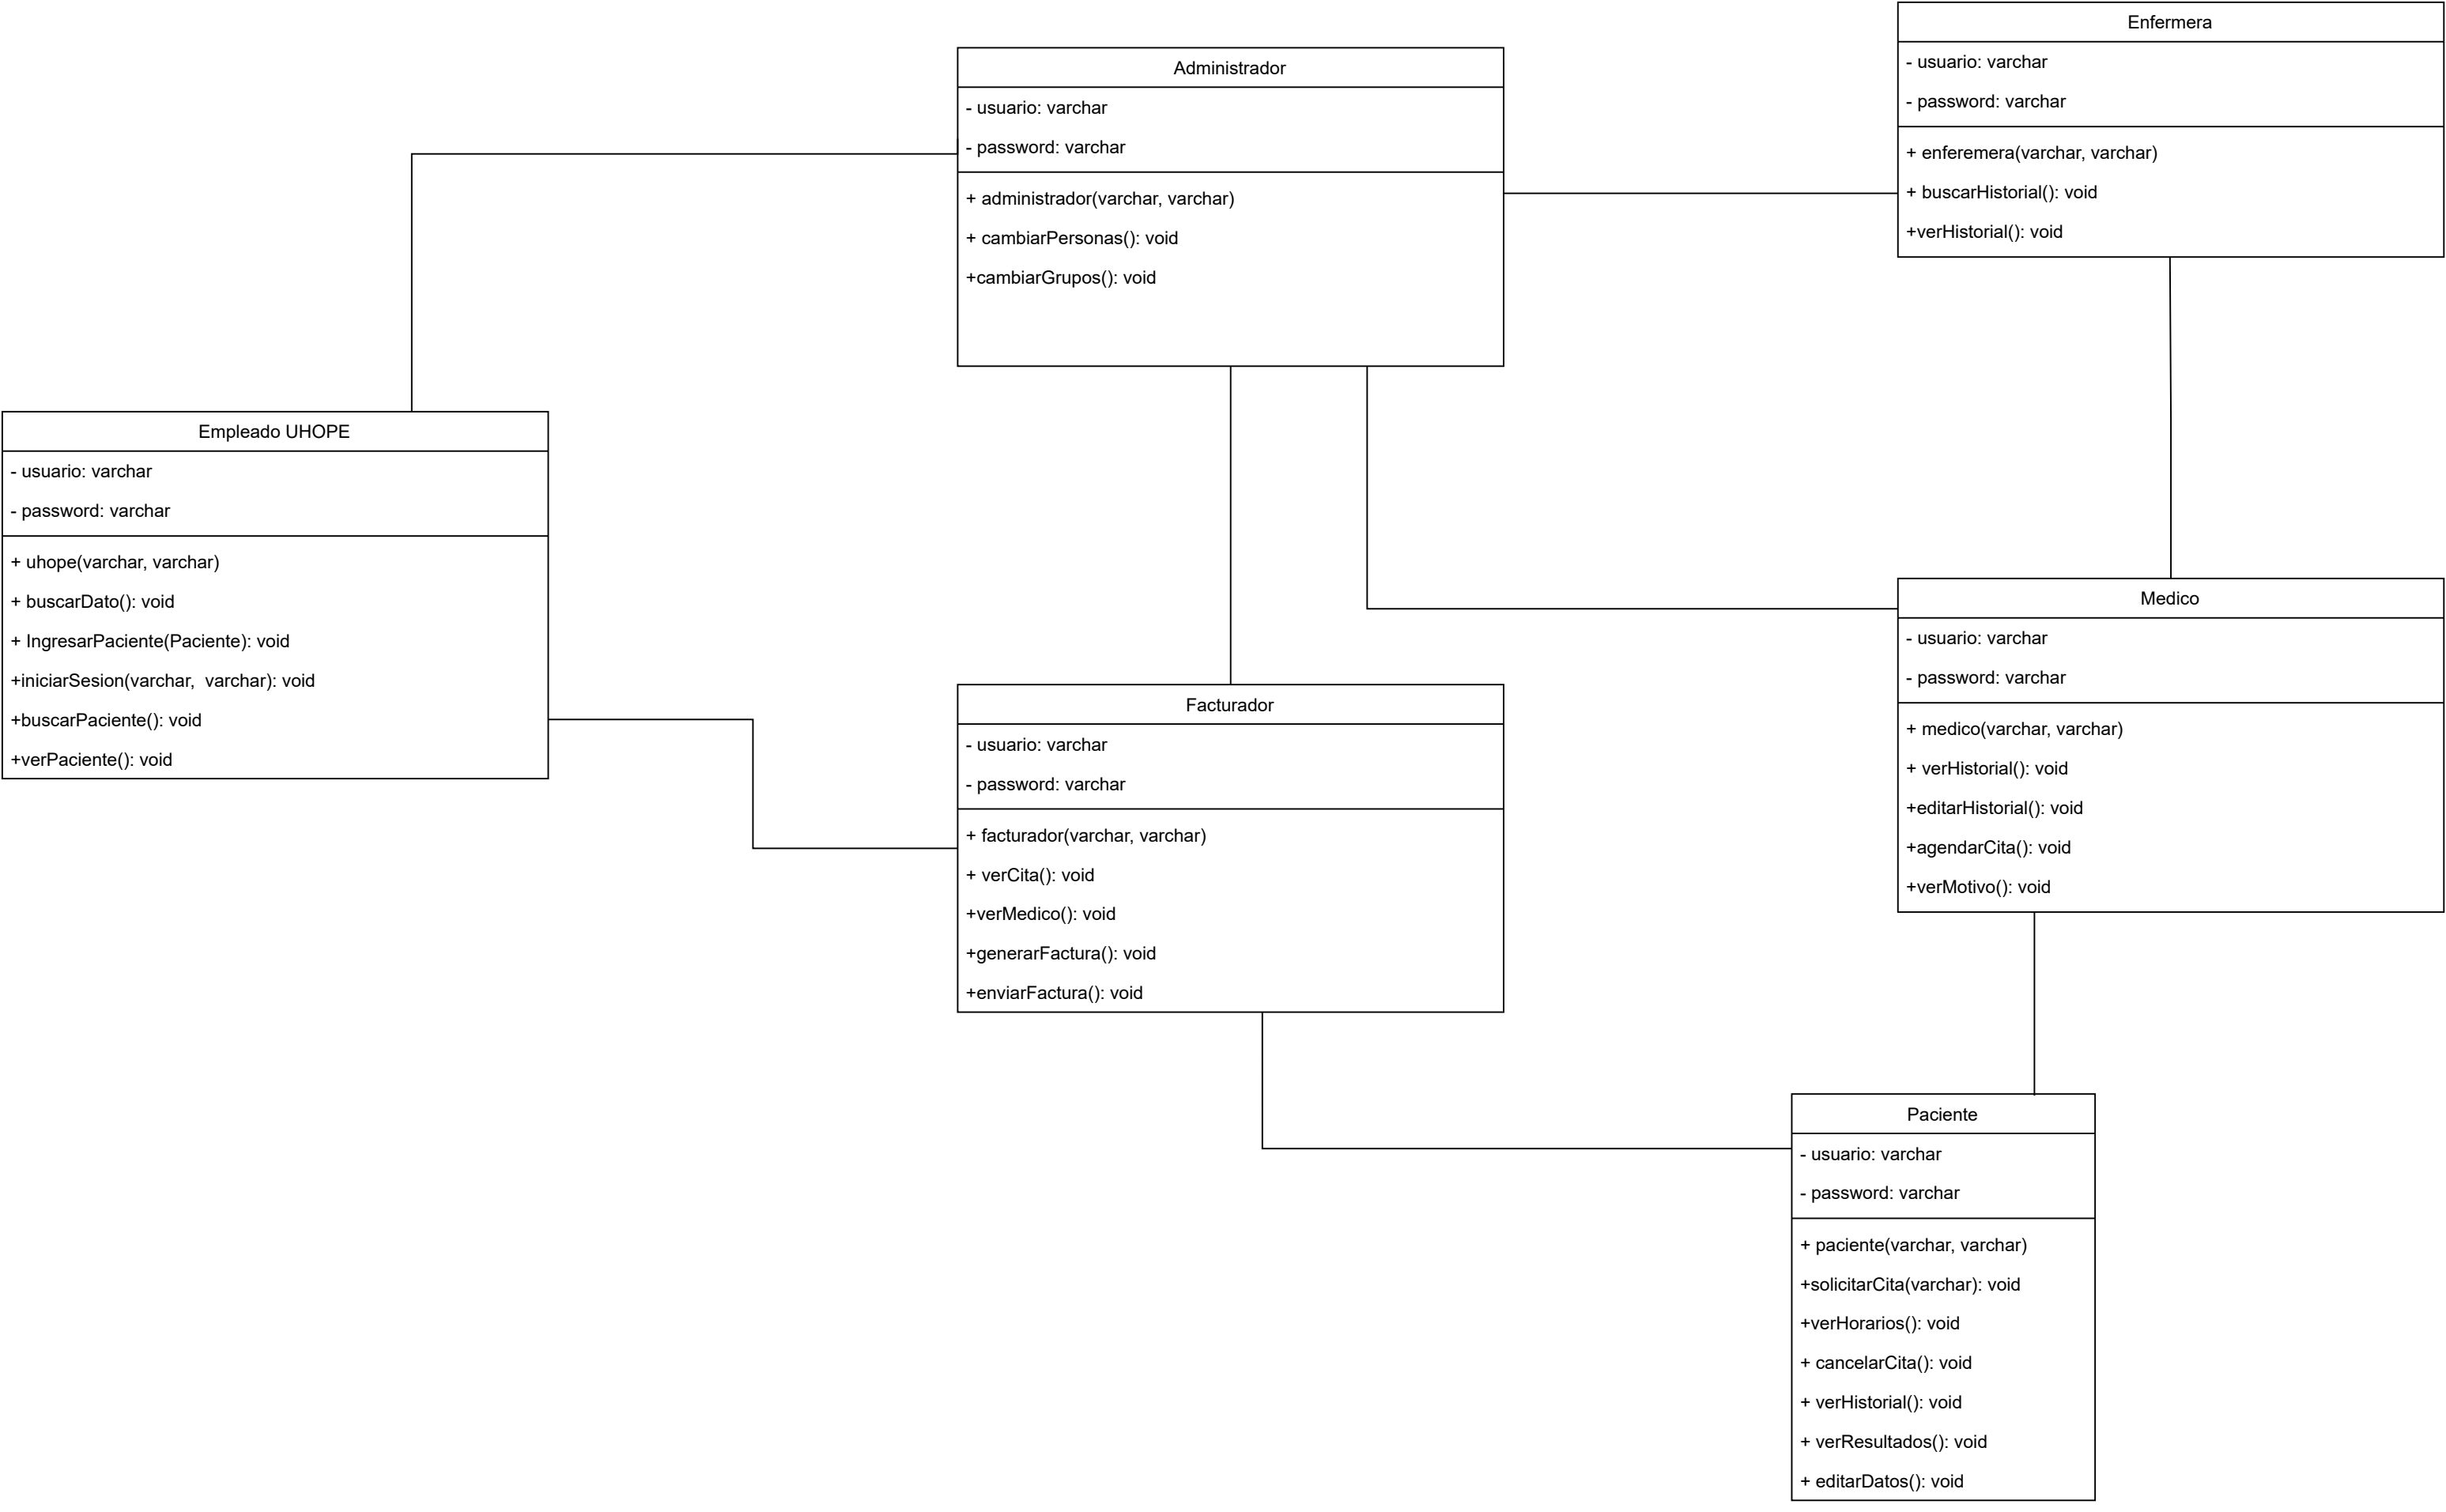 Enfermera
- usuario: varchar
- password: varchar
+ enferemera(varchar, varchar)
+ buscarHistorial(): void
+verHistorial(): void
Administrador
- usuario: varchar
- password: varchar
+ administrador(varchar, varchar)
+ cambiarPersonas(): void
+cambiarGrupos(): void
Empleado UHOPE
- usuario: varchar
- password: varchar
+ uhope(varchar, varchar)
+ buscarDato(): void
+ IngresarPaciente(Paciente): void
+iniciarSesion(varchar,  varchar): void
+buscarPaciente(): void
+verPaciente(): void
Medico
- usuario: varchar
- password: varchar
+ medico(varchar, varchar)
+ verHistorial(): void
+editarHistorial(): void
+agendarCita(): void
+verMotivo(): void
Facturador
- usuario: varchar
- password: varchar
+ facturador(varchar, varchar)
+ verCita(): void
+verMedico(): void
+generarFactura(): void
+enviarFactura(): void
Paciente
- usuario: varchar
- password: varchar
+ paciente(varchar, varchar)
+solicitarCita(varchar): void
+verHorarios(): void
+ cancelarCita(): void
+ verHistorial(): void
+ verResultados(): void
+ editarDatos(): void